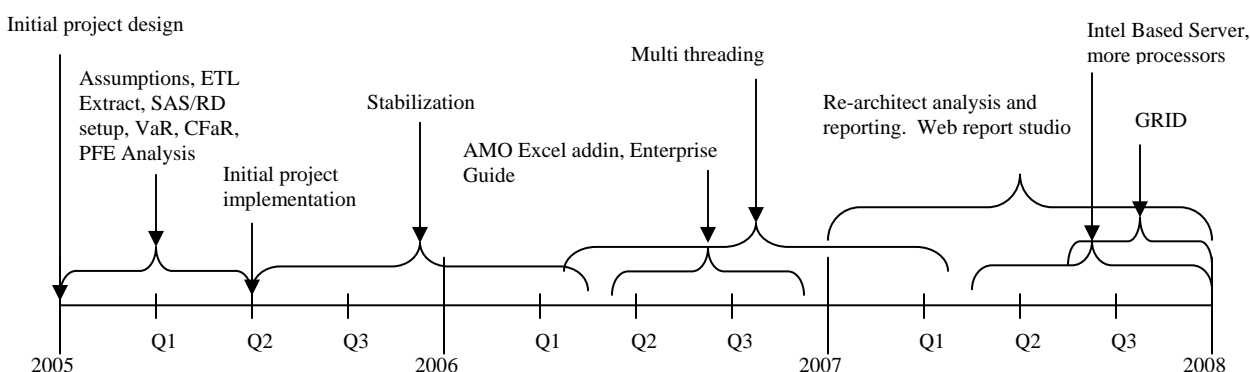 Initial project design
Assumptions, ETL
Extract, SAS/RD
setup, VaR, CFaR,
PFE Analysis
Initial project
implementation
Stabilization
AMO Excel addin, Enterprise
Guide
Multi threading
Re-architect analysis and
reporting. Web report studio
Intel Based Server,
more processors
GRID
Q1 Q2 Q3 Q1 Q2 Q3 Q1 Q2 Q3
2005 2006 2007 2008